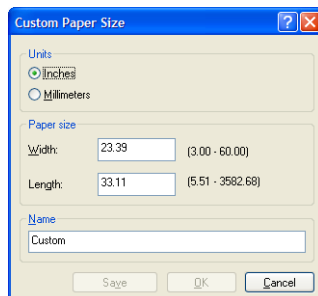 Custom Paper Size
Units
Inches
Millimeters
Paper size
Width: 23.39 (3.00 - 60.00)
Length: 33.11 (5.51 - 3582.68)
Name
Custom
Save OK Cancel